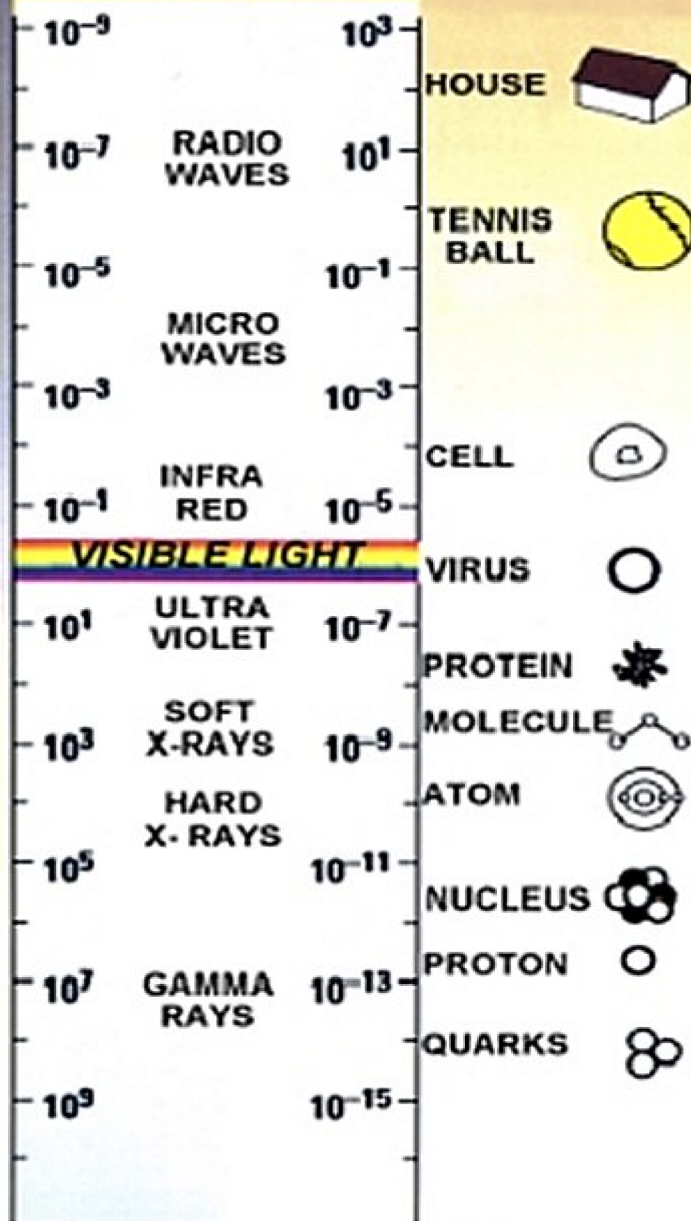 10⁻⁹
10³
HOUSE
10⁻⁷
RADIO
WAVES
10¹
TENNIS
BALL
10⁻⁵
10⁻¹
MICRO
WAVES
10⁻³
10⁻³
CELL
INFRA
RED
10⁻¹
10⁻⁵
VISIBLE LIGHT
VIRUS
ULTRA
VIOLET
10¹
10⁻⁷
PROTEIN
SOFT
X-RAYS
MOLECULE
10³
10⁻⁹
HARD
X-RAYS
ATOM
10⁵
10⁻¹¹
NUCLEUS
PROTON
10⁷
GAMMA
RAYS
10⁻¹³
QUARKS
10⁹
10⁻¹⁵